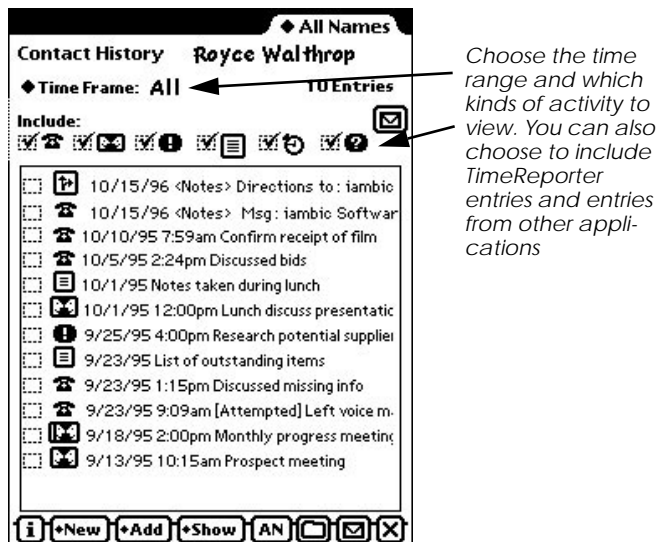 ◆ All Names
Contact History Royce Walthrop
◆ Time Frame: All 10 Entries
Include:
10/15/96 <Notes> Directions to: iambic
10/15/96 <Notes> Msg: iambic Softwar
10/10/95 7:59am Confirm receipt of film
10/5/95 2:24pm Discussed bids
10/1/95 Notes taken during lunch
10/1/95 12:00pm Lunch discuss presentatic
9/25/95 4:00pm Research potential supplier
9/23/95 List of outstanding items
9/23/95 1:15pm Discussed missing info
9/23/95 9:09am [Attempted] Left voice m
9/18/95 2:00pm Monthly progress meeting
9/13/95 10:15am Prospect meeting
i ◆New ◆Add ◆Show AN X
Choose the time
range and which
kinds of activity to
view. You can also
choose to include
TimeReporter
entries and entries
from other appli-
cations